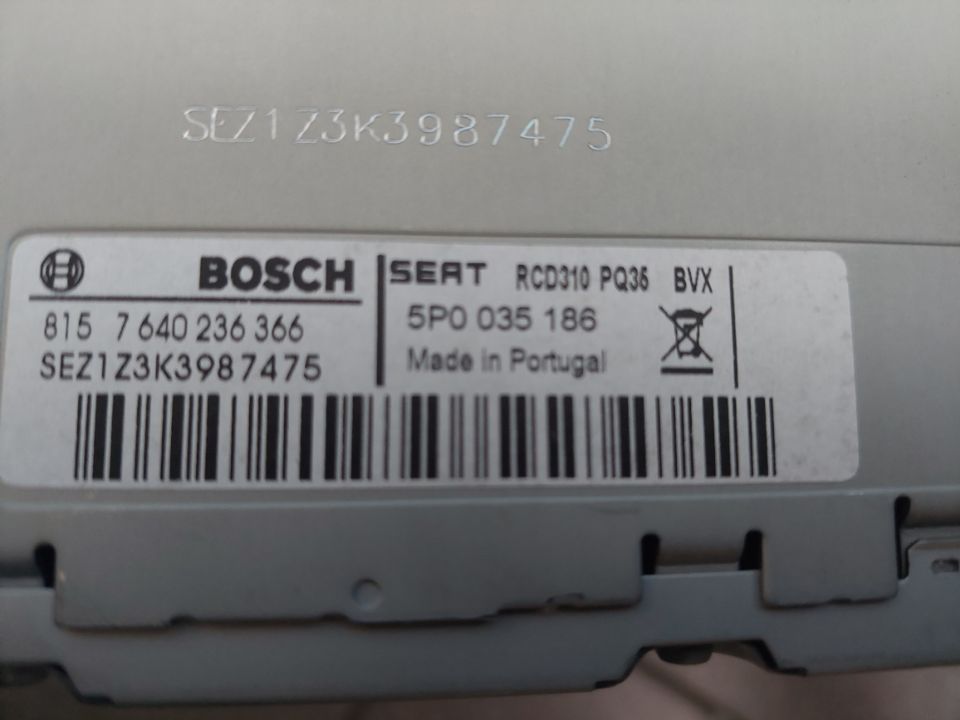 SEZ1Z3K3987475
BOSCH
815 7 640 236 366
SEZ1Z3K3987475
SEAT RCD310 PQ35 BVX
5P0 035 186
Made in Portugal